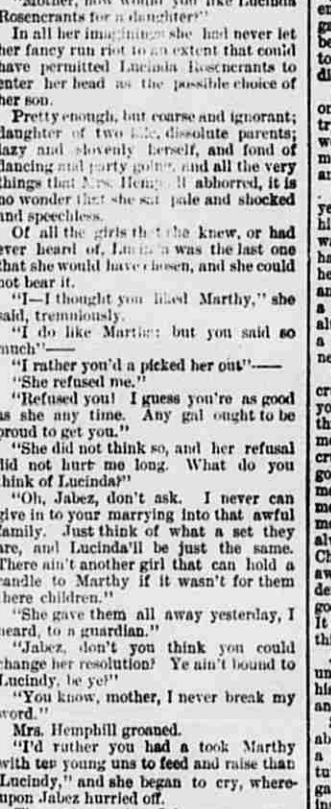 "Mother, how would you like Lucinda
Rosencrants for a daughter?"
In all her imaginings she had never let
her fancy run riot to an extent that could
have permitted Lucinda Rosencrants to
enter her head as the possible choice of
her son.
Pretty enough, but coarse and ignorant;
daughter of two idle, dissolute parents;
lazy and slovenly herself, and fond of
dancing and party going, and all the very
things that Mrs. Hemphill abhorred, it is
no wonder that she sat pale and shocked
and speechless.
Of all the girls that she knew, or had
ever heard of, Lucinda was the last one
that she would have chosen, and she could
not bear it.
"I—I thought you liked Marthy," she
said, tremulously.
"I do like Marthy; but you said so
much"——
"I rather you'd a picked her out"——
"She refused me."
"Refused you! I guess you're as good
as she any time. Any gal ought to be
proud to get you."
"She did not think so, and her refusal
did not hurt me long. What do you
think of Lucinda?"
"Oh, Jabez, don't ask. I never can
give in to your marrying into that awful
family. Just think of what a set they
are, and Lucinda'll be just the same.
There ain't another girl that can hold a
candle to Marthy if it wasn't for them
there children."
"She gave them all away yesterday, I
heard, to a guardian."
"Jabez, don't you think you could
change her resolution? Ye ain't bound to
Lucindy, be ye?"
"You know, mother, I never break my
word."
Mrs. Hemphill groaned.
"I'd rather you had a took Marthy
with ten young uns to feed and raise than
Lucindy," and she began to cry, where-
upon Jabez hurried off.